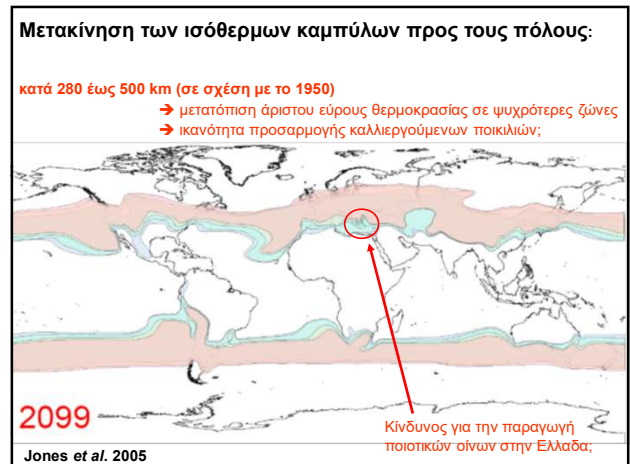 Μετακίνηση των ισόθερμων καμπύλων προς τους πόλους:
κατά 280 έως 500 km (σε σχέση με το 1950)
➔ μετατόπιση άριστου εύρους θερμοκρασίας σε ψυχρότερες ζώνες
➔ ικανότητα προσαρμογής καλλιεργούμενων ποικιλιών;
2099
Κίνδυνος για την παραγωγή
ποιοτικών οίνων στην Ελλαδα;
Jones et al. 2005